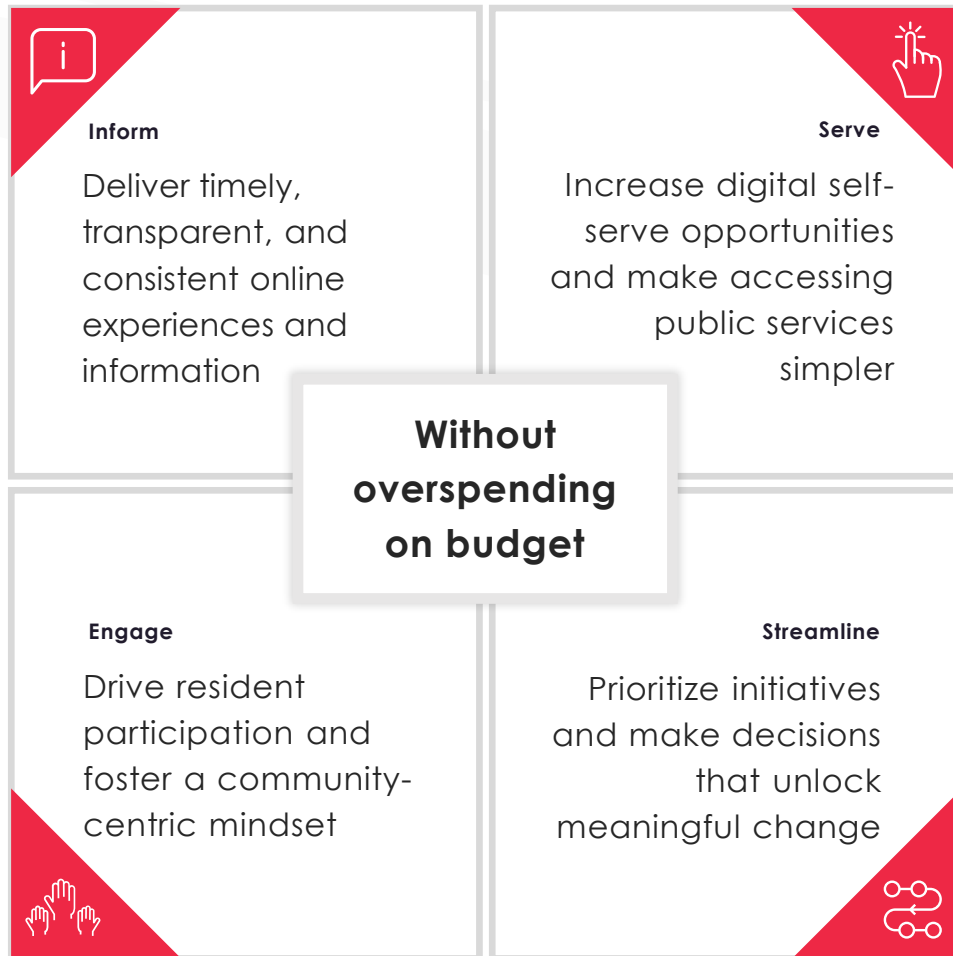 i
Inform
Deliver timely,
transparent, and
consistent online
experiences and
information
Serve
Increase digital self-
serve opportunities
and make accessing
public services
simpler
Without
overspending
on budget
Engage
Drive resident
participation and
foster a community-
centric mindset
Streamline
Prioritize initiatives
and make decisions
that unlock
meaningful change